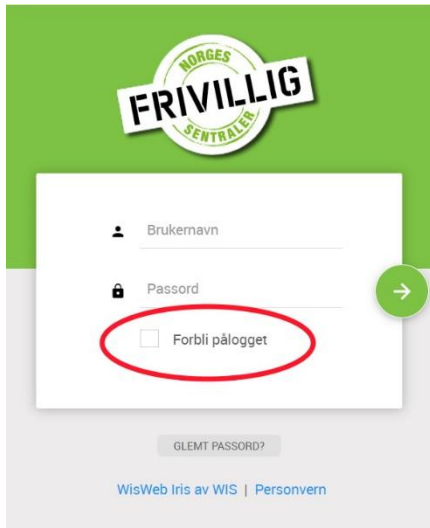 NORGES
FRIVILLIG
SENTRALER
Brukernavn
Passord
Forbli pålogget
GLEMT PASSORD?
WisWeb Iris av WIS | Personvern